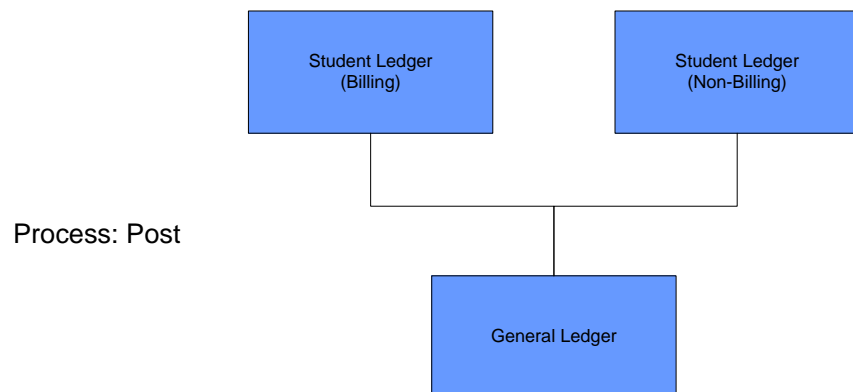 Student Ledger
(Billing)
Student Ledger
(Non-Billing)
Process: Post
General Ledger